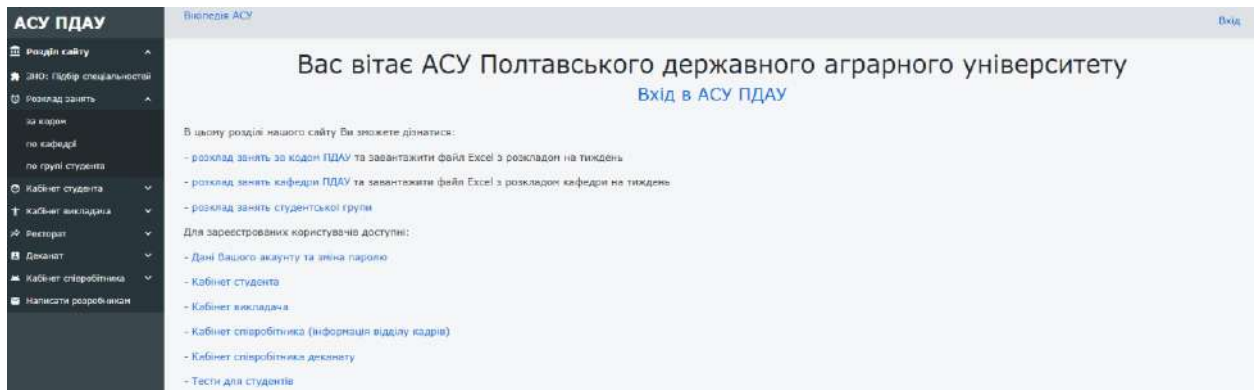 АСУ ПДАУ
Розділ сайту
ЗНО: Підбір спеціальностей
Розклад занять
за кодом
по кафедрі
по групі студента
Кабінет студента
Кабінет викладача
Ректорат
Деканат
Кабінет співробітника
Написати розробникам
Вікіпедія АСУ
Вхід
Вас вітає АСУ Полтавського державного аграрного університету
Вхід в АСУ ПДАУ
В цьому розділі нашого сайту Ви зможете дізнатися:
- розклад занять за кодом ПДАУ та завантажити файл Excel з розкладом на тиждень
- розклад занять кафедри ПДАУ та завантажити файл Excel з розкладом кафедри на тиждень
- розклад занять студентської групи
Для зареєстрованих користувачів доступні:
- Дані Вашого акаунту та зміна паролю
- Кабінет студента
- Кабінет викладача
- Кабінет співробітника (інформація відділу кадрів)
- Кабінет співробітника деканату
- Тести для студентів